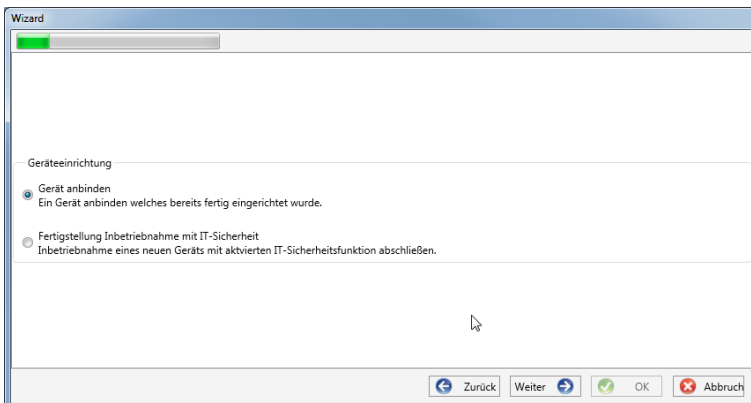 Wizard
Geräteeinrichtung
Gerät anbinden
Ein Gerät anbinden welches bereits fertig eingerichtet wurde.
Fertigstellung Inbetriebnahme mit IT-Sicherheit
Inbetriebnahme eines neuen Geräts mit aktvierten IT-Sicherheitsfunktion abschließen.
Zurück Weiter OK Abbruch